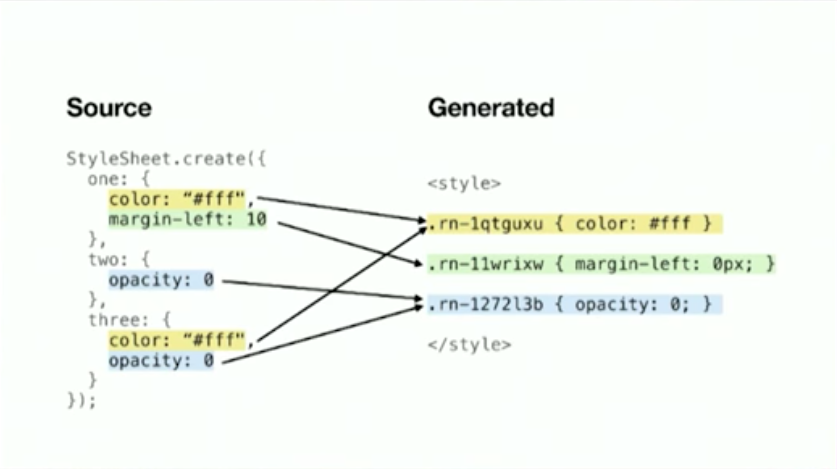 Source
StyleSheet.create({
one: {
color: “#fff",
margin-left: 10
},
two: {
opacity: 0
},
three: {
color: “#fff",
opacity: 0
}
});
Generated
<style>
.rn-1qtguxu { color: #fff }
.rn-11wrixw { margin-left: 0px; }
.rn-1272l3b { opacity: 0; }
</style>